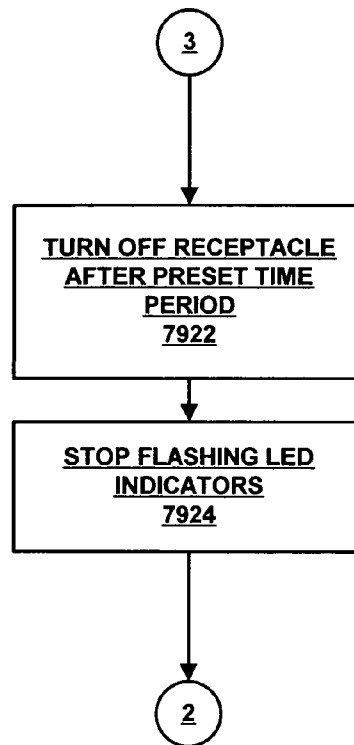 3
TURN OFF RECEPTACLE
AFTER PRESET TIME
PERIOD
7922
STOP FLASHING LED
INDICATORS
7924
2